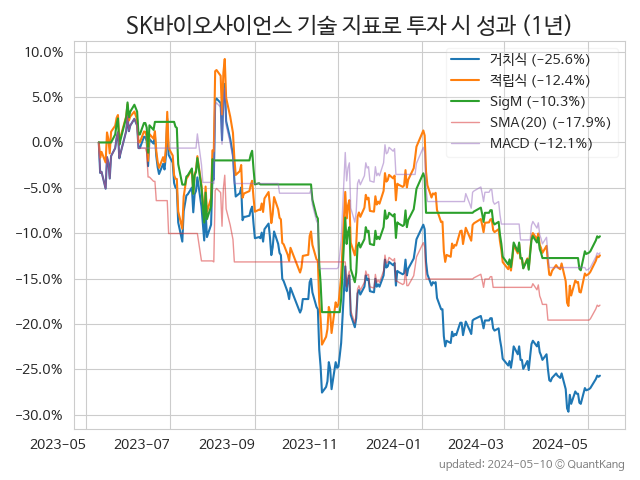 SK바이오사이언스 기술 지표로 투자 시 성과 (1년)
10.0%
5.0%
0.0%
−5.0%
−10.0%
−15.0%
−20.0%
−25.0%
−30.0%
거치식 (−25.6%)
적립식 (−12.4%)
SigM (−10.3%)
SMA(20) (−17.9%)
MACD (−12.1%)
2023-05 2023-07 2023-09 2023-11 2024-01 2024-03 2024-05
updated: 2024-05-10 © QuantKang